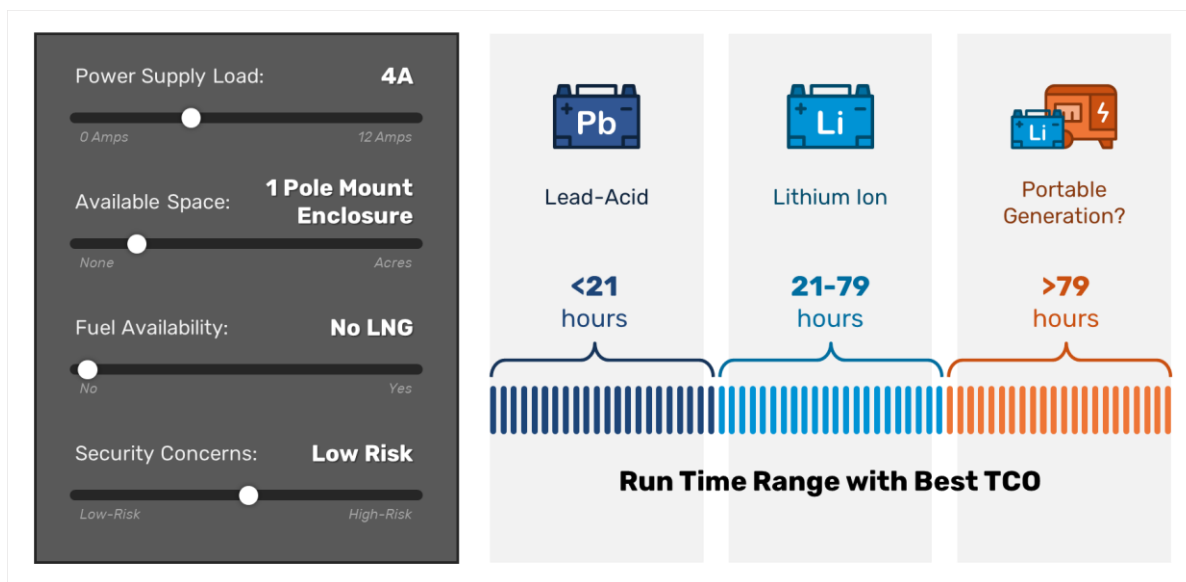 Power Supply Load: 4A
0 Amps 12 Amps
Available Space: 1 Pole Mount
Enclosure
None Acres
Fuel Availability: No LNG
No Yes
Security Concerns: Low Risk
Low-Risk High-Risk
+ Pb −
Lead-Acid
<21
hours
+ Li −
Lithium Ion
21-79
hours
+ Li −
Portable
Generation?
>79
hours
Run Time Range with Best TCO